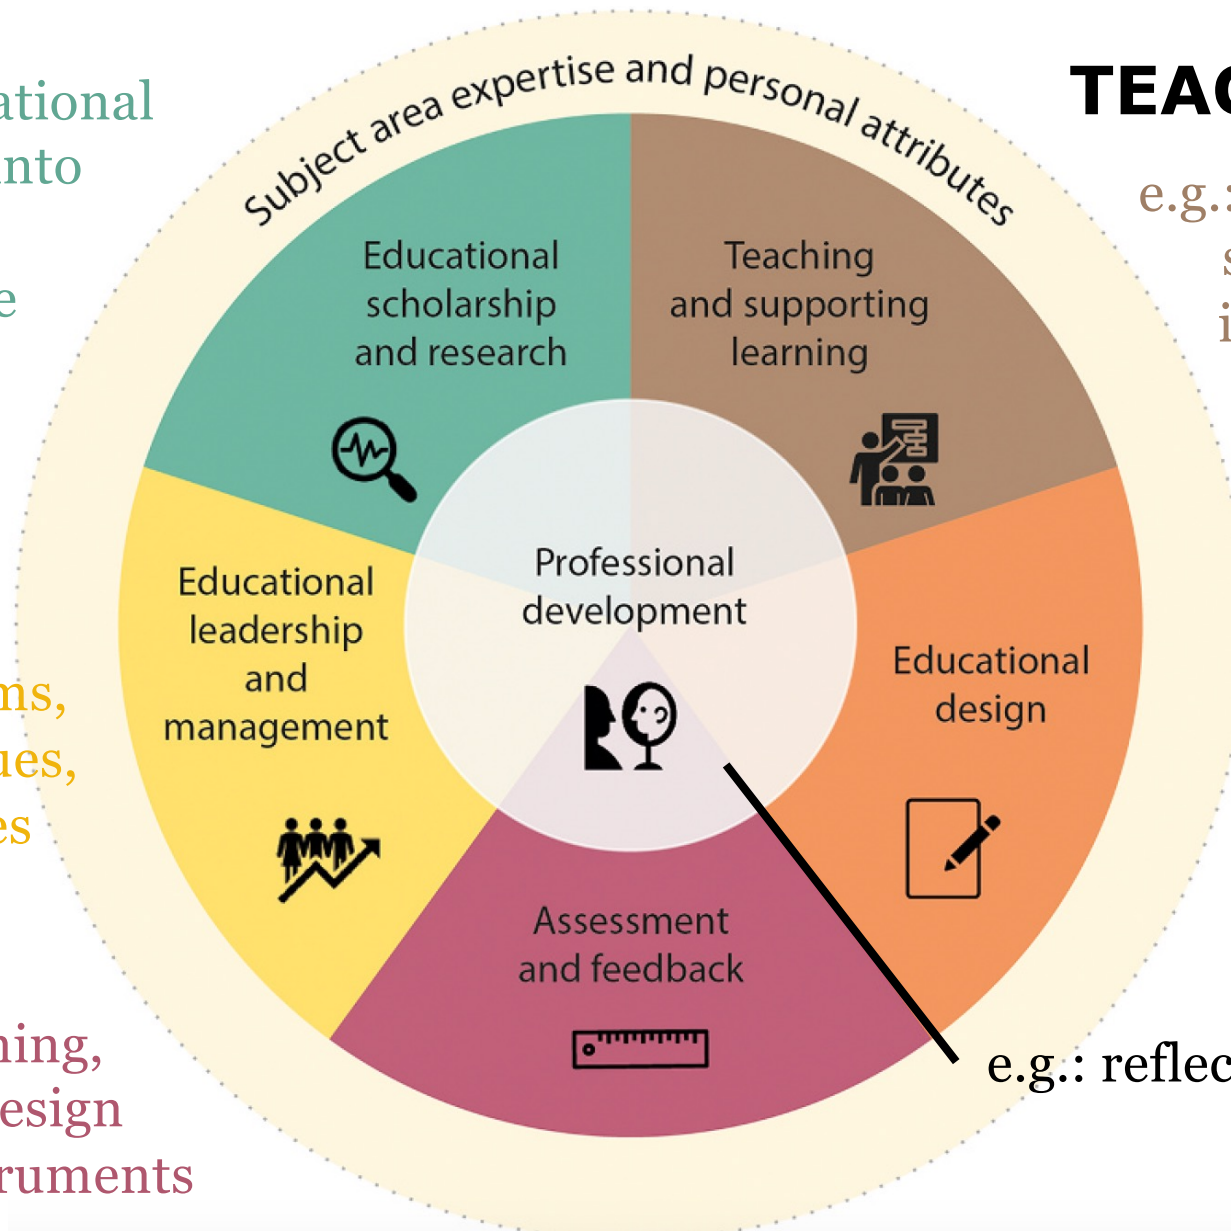 Subject area expertise and personal attributes
TEAC
ational
into
e
e.g.:
s
i
Educational
scholarship
and research
Teaching
and supporting
learning
Professional
development
Educational
leadership
and
management
Educational
design
ms,
ues,
es
Assessment
and feedback
ning,
esign
ruments
e.g.: reflec